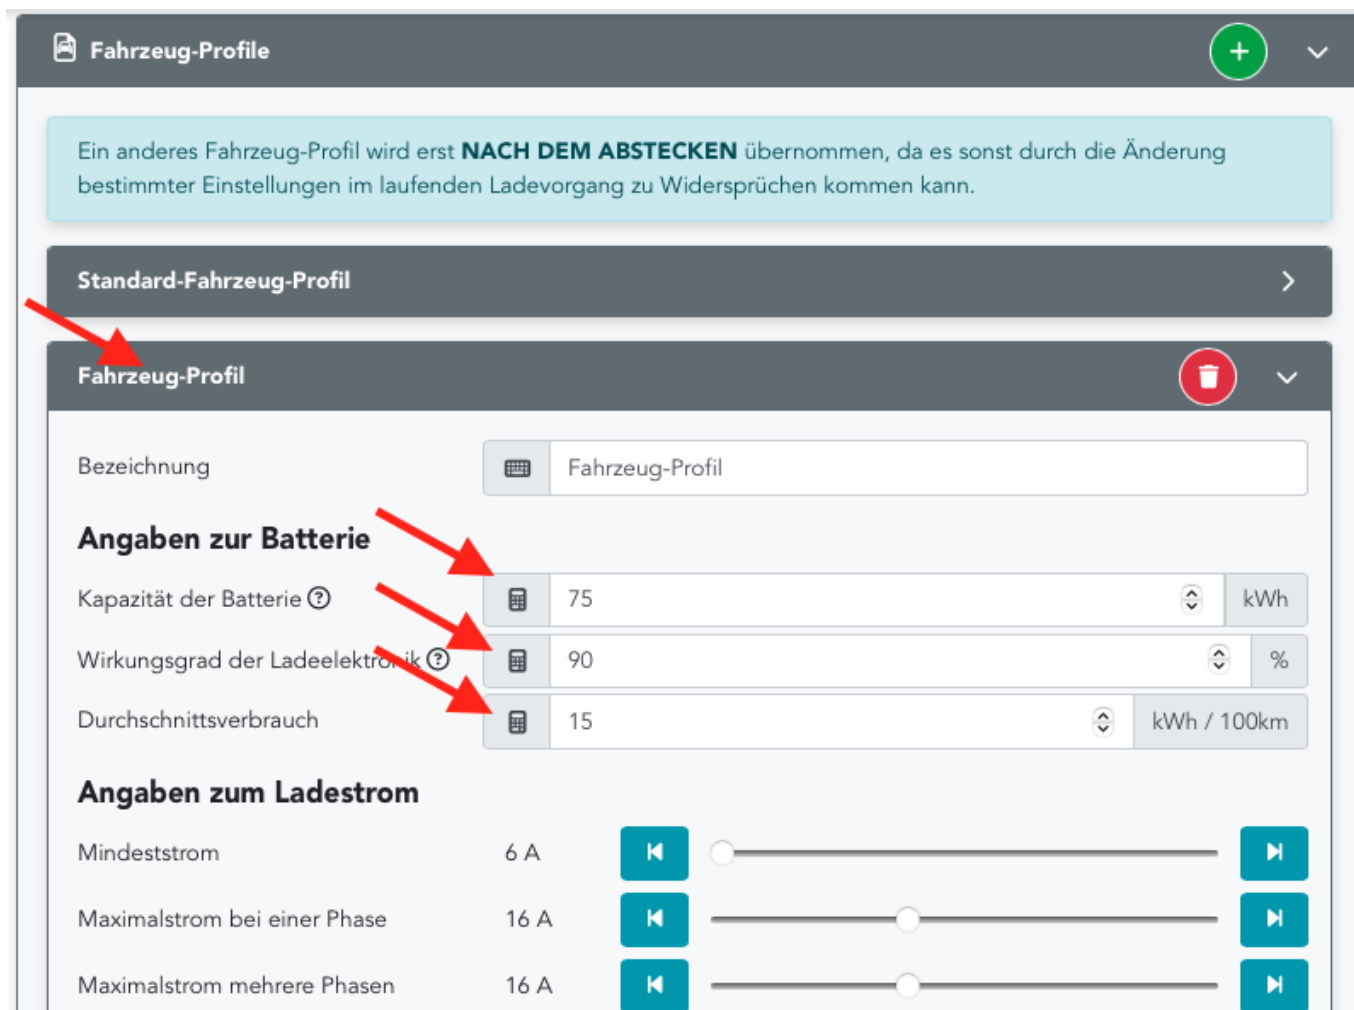 Fahrzeug-Profile
Ein anderes Fahrzeug-Profil wird erst NACH DEM ABSTECKEN übernommen, da es sonst durch die Änderung
bestimmter Einstellungen im laufenden Ladevorgang zu Widersprüchen kommen kann.
Standard-Fahrzeug-Profil
Fahrzeug-Profil
Bezeichnung Fahrzeug-Profil
Angaben zur Batterie
Kapazität der Batterie 75 kWh
Wirkungsgrad der Ladeelektronik 90 %
Durchschnittsverbrauch 15 kWh / 100km
Angaben zum Ladestrom
Mindeststrom 6 A
Maximalstrom bei einer Phase 16 A
Maximalstrom mehrere Phasen 16 A